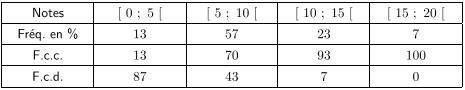 Notes [ 0 ; 5 [ [ 5 ; 10 [ [ 10 ; 15 [ [ 15 ; 20 [
Fréq. en % 13 57 23 7
F.c.c. 13 70 93 100
F.c.d. 87 43 7 0